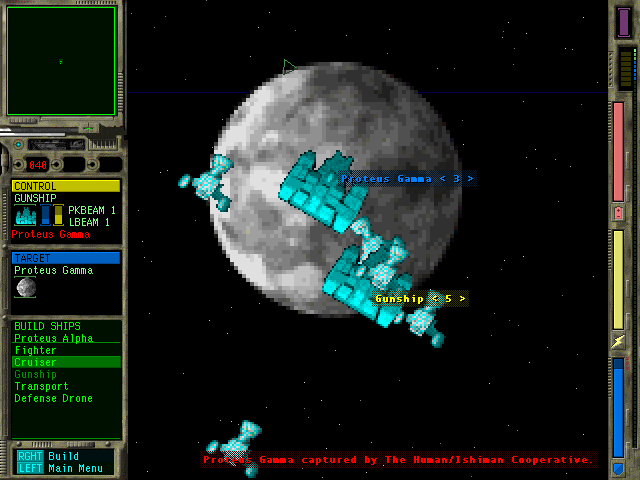 040
CONTROL
GUNSHIP
PKBEAM 1
LBEAM 1
Proteus Gamma
TARGET
Proteus Gamma
BUILD SHIPS
Proteus Alpha
Fighter
Cruiser
Gunship
Transport
Defense Drone
RGHT Build
LEFT Main Menu
Proteus Gamma < 3 >
Gunship < 5 >
Proteus Gamma captured by The Human/Ishiman Cooperative.